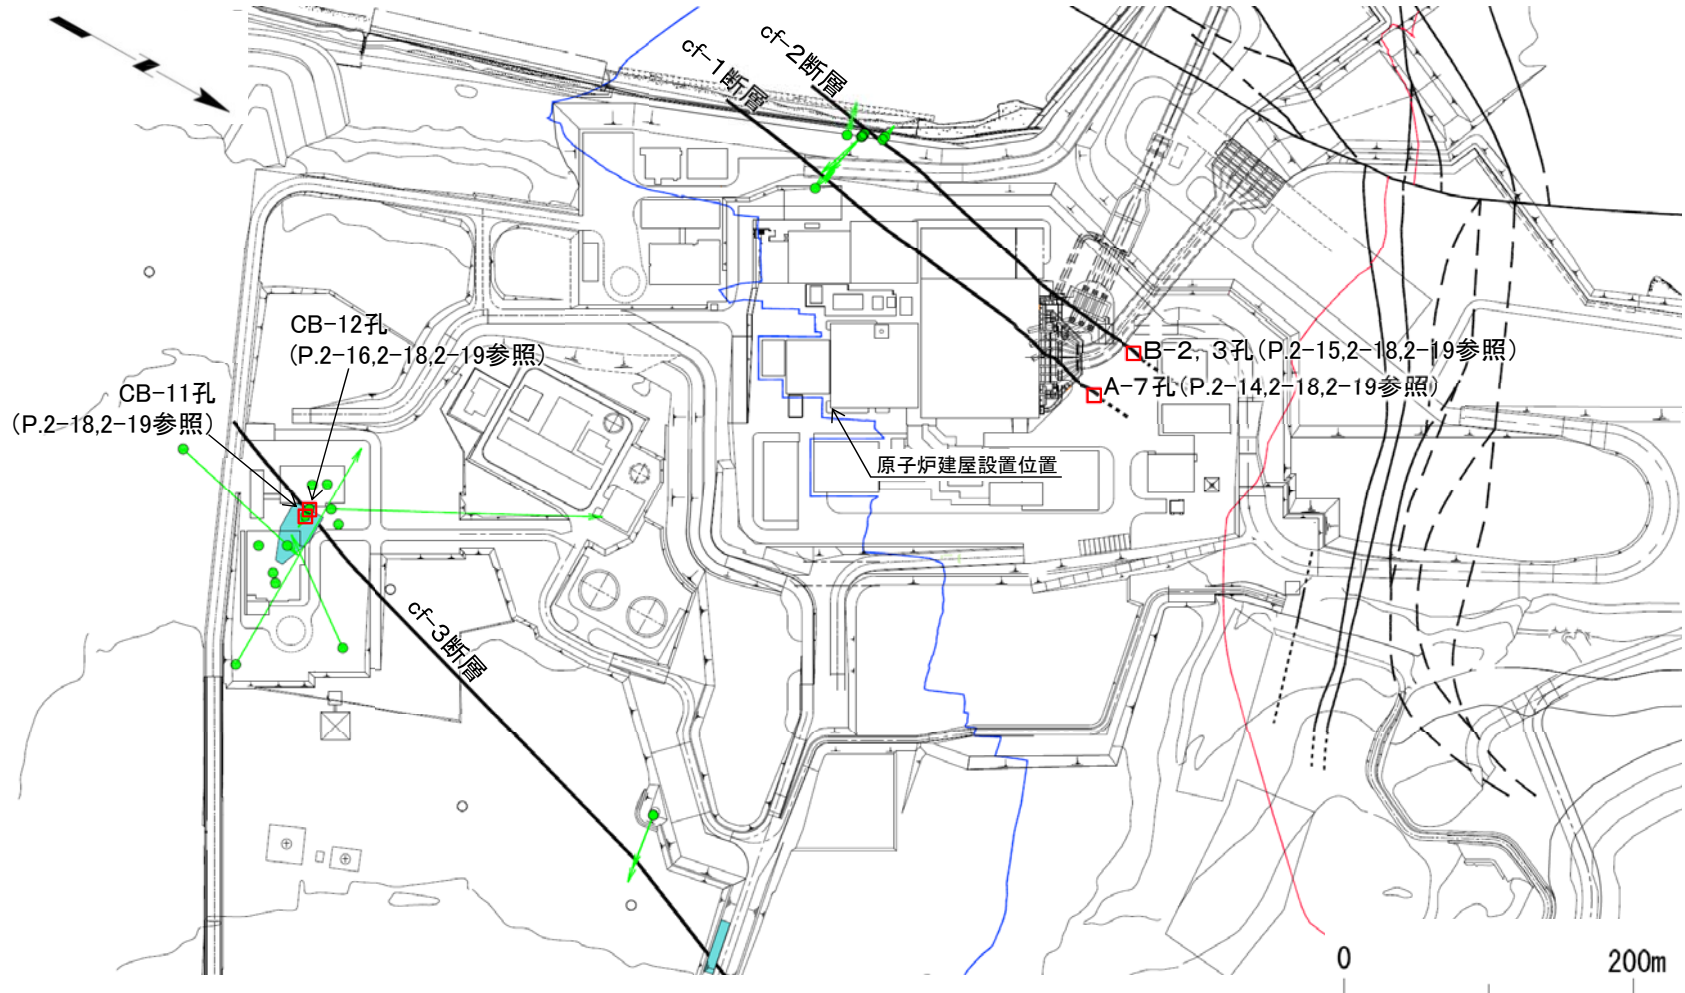 cf-2断層
cf-1断層
CB-12孔
(P.2-16,2-18,2-19参照)
B-2, 3孔(P.2-15,2-18,2-19参照)
A-7孔(P.2-14,2-18,2-19参照)
CB-11孔
(P.2-18,2-19参照)
原子炉建屋設置位置
cf-3断層
0
200m